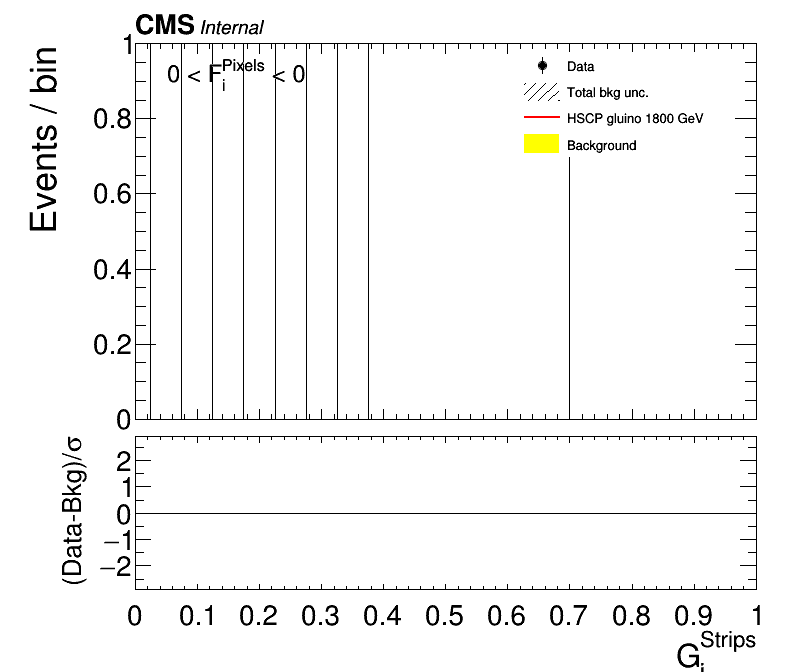 CMS Internal
Events / bin
1
0.8
0.6
0.4
0.2
0
0 < F_i^Pixels < 0
Data
Total bkg unc.
HSCP gluino 1800 GeV
Background
(Data-Bkg)/σ
2
1
0
−1
−2
0 0.1 0.2 0.3 0.4 0.5 0.6 0.7 0.8 0.9 1
G_i^Strips